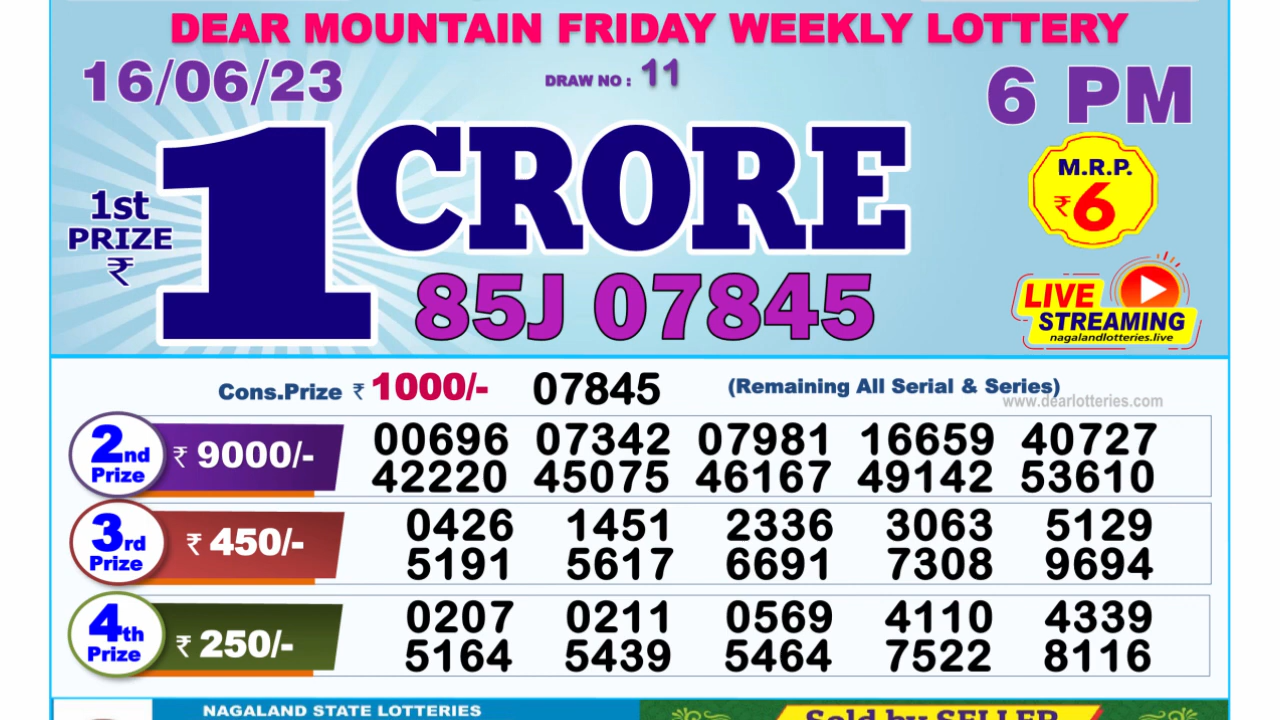 DEAR MOUNTAIN FRIDAY WEEKLY LOTTERY
16/06/23
DRAW NO : 11
6 PM
1st
PRIZE
₹
1 CRORE
M.R.P.
₹6
85J 07845
LIVE
STREAMING
nagalandlotteries.live
Cons.Prize ₹ 1000/- 07845 (Remaining All Serial & Series)
www.dearlotteries.com
2nd Prize ₹ 9000/-
00696 07342 07981 16659 40727
42220 45075 46167 49142 53610
3rd Prize ₹ 450/-
0426 1451 2336 3063 5129
5191 5617 6691 7308 9694
4th Prize ₹ 250/-
0207 0211 0569 4110 4339
5164 5439 5464 7522 8116
NAGALAND STATE LOTTERIES
Sold by SELLER